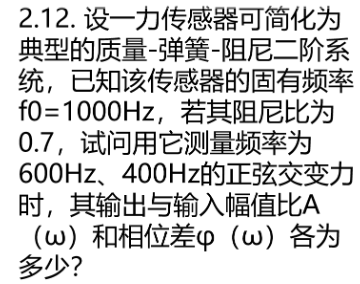 2.12. 设一力传感器可简化为
典型的质量-弹簧-阻尼二阶系
统，已知该传感器的固有频率
f0=1000Hz，若其阻尼比为
0.7，试问用它测量频率为
600Hz、400Hz的正弦交变力
时，其输出与输入幅值比A
（ω）和相位差φ（ω）各为
多少？